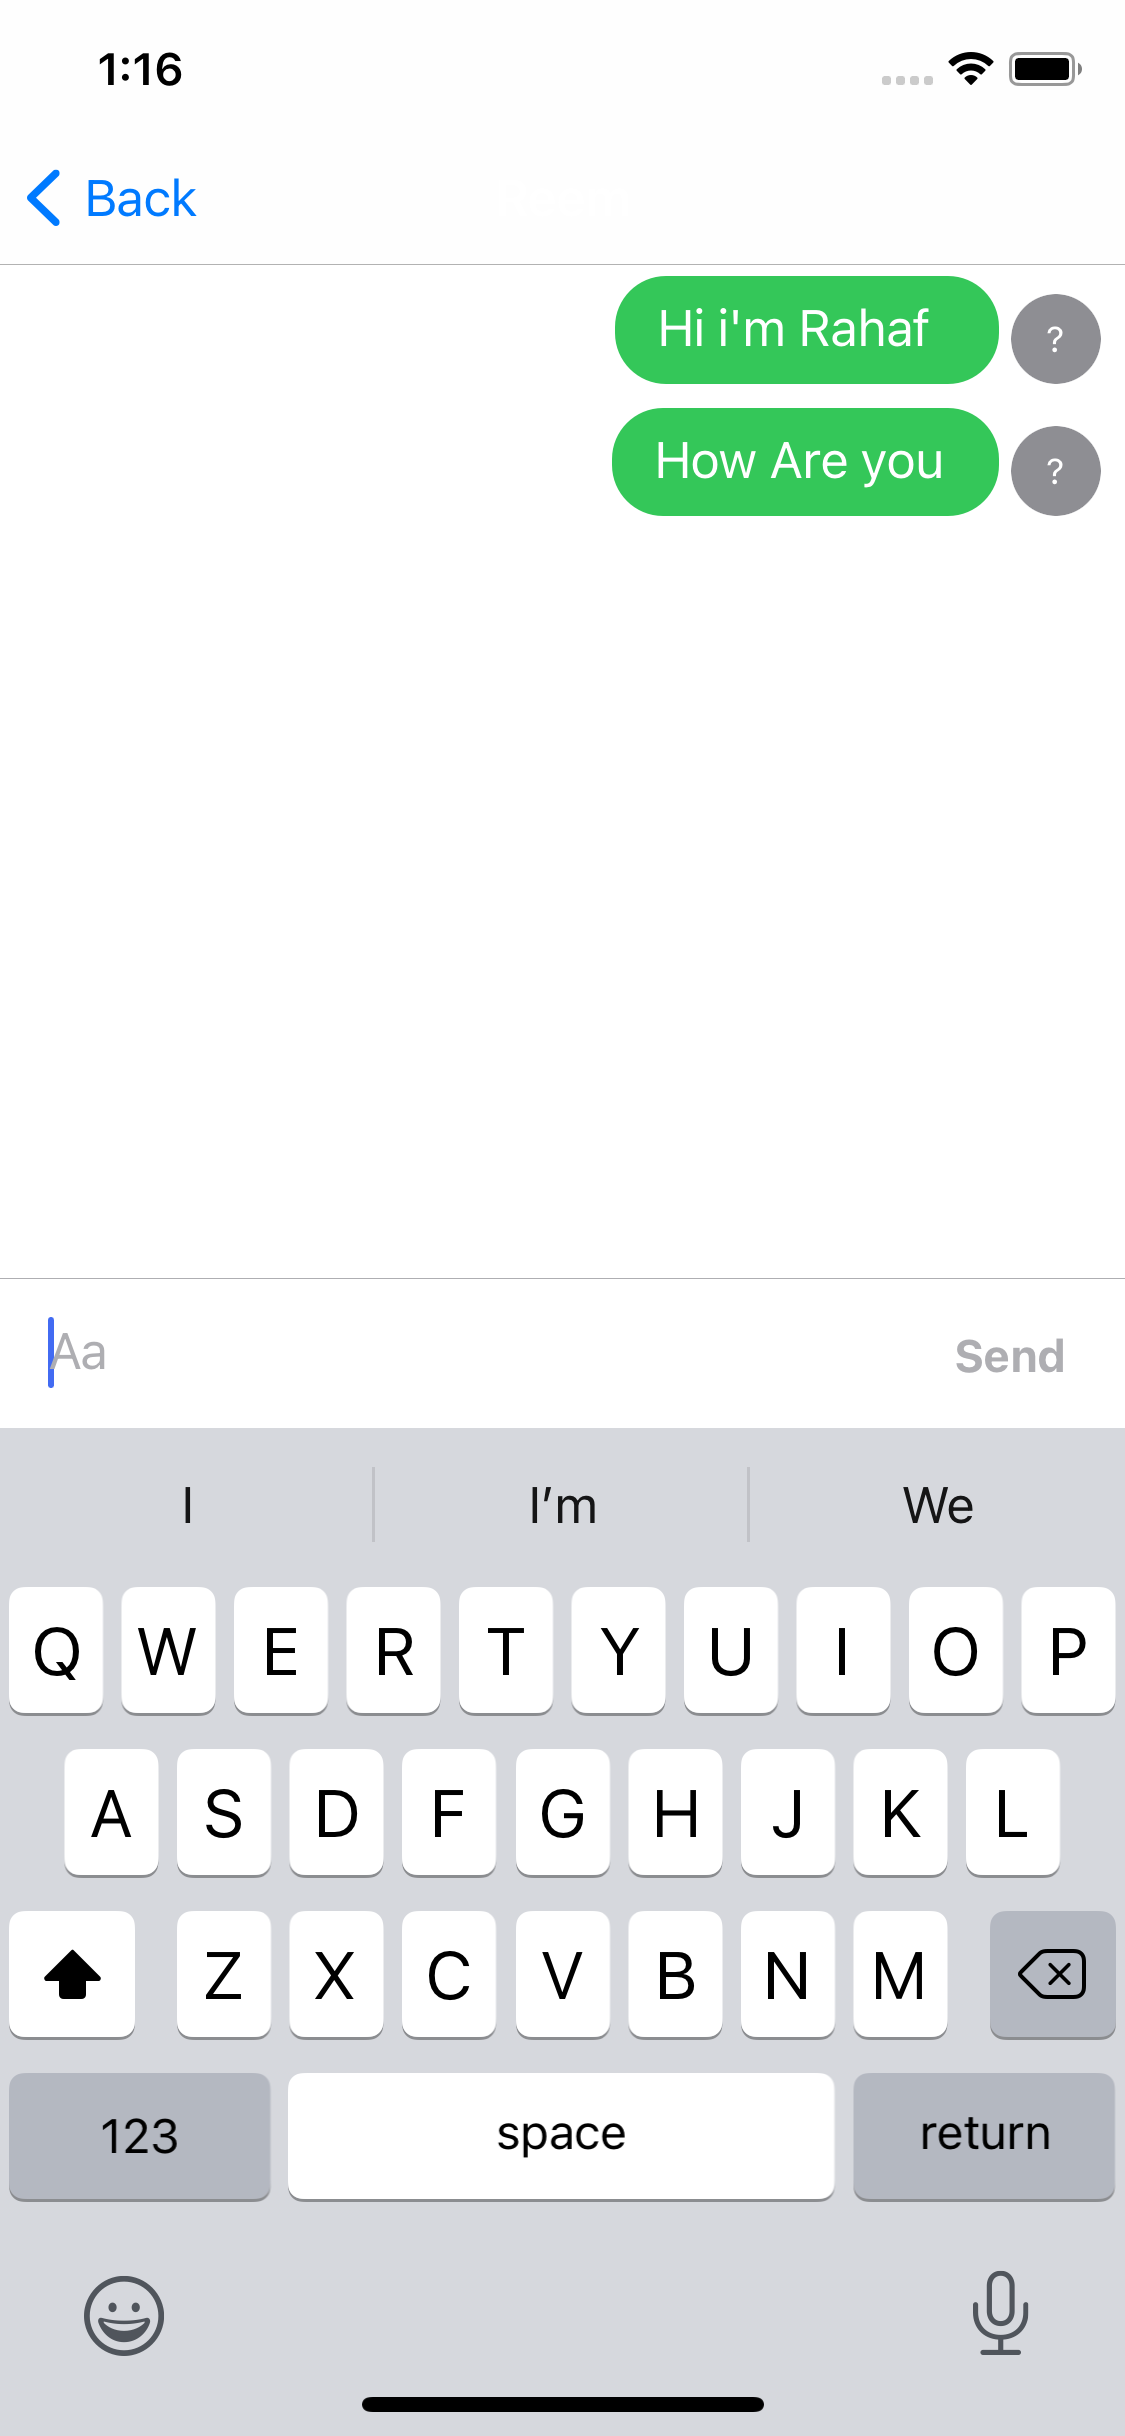 1:16
Back
Hi i'm Rahaf
?
How Are you
?
Aa
Send
I
I’m
We
Q W E R T Y U I O P
A S D F G H J K L
Z X C V B N M
123
space
return